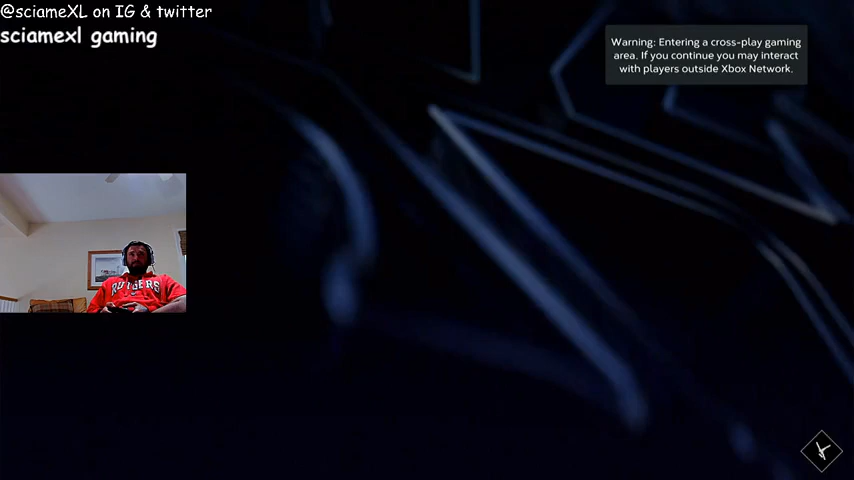 @sciameXL on IG & twitter
sciamexl gaming
Warning: Entering a cross-play gaming
area. If you continue you may interact
with players outside Xbox Network.
RUTGERS